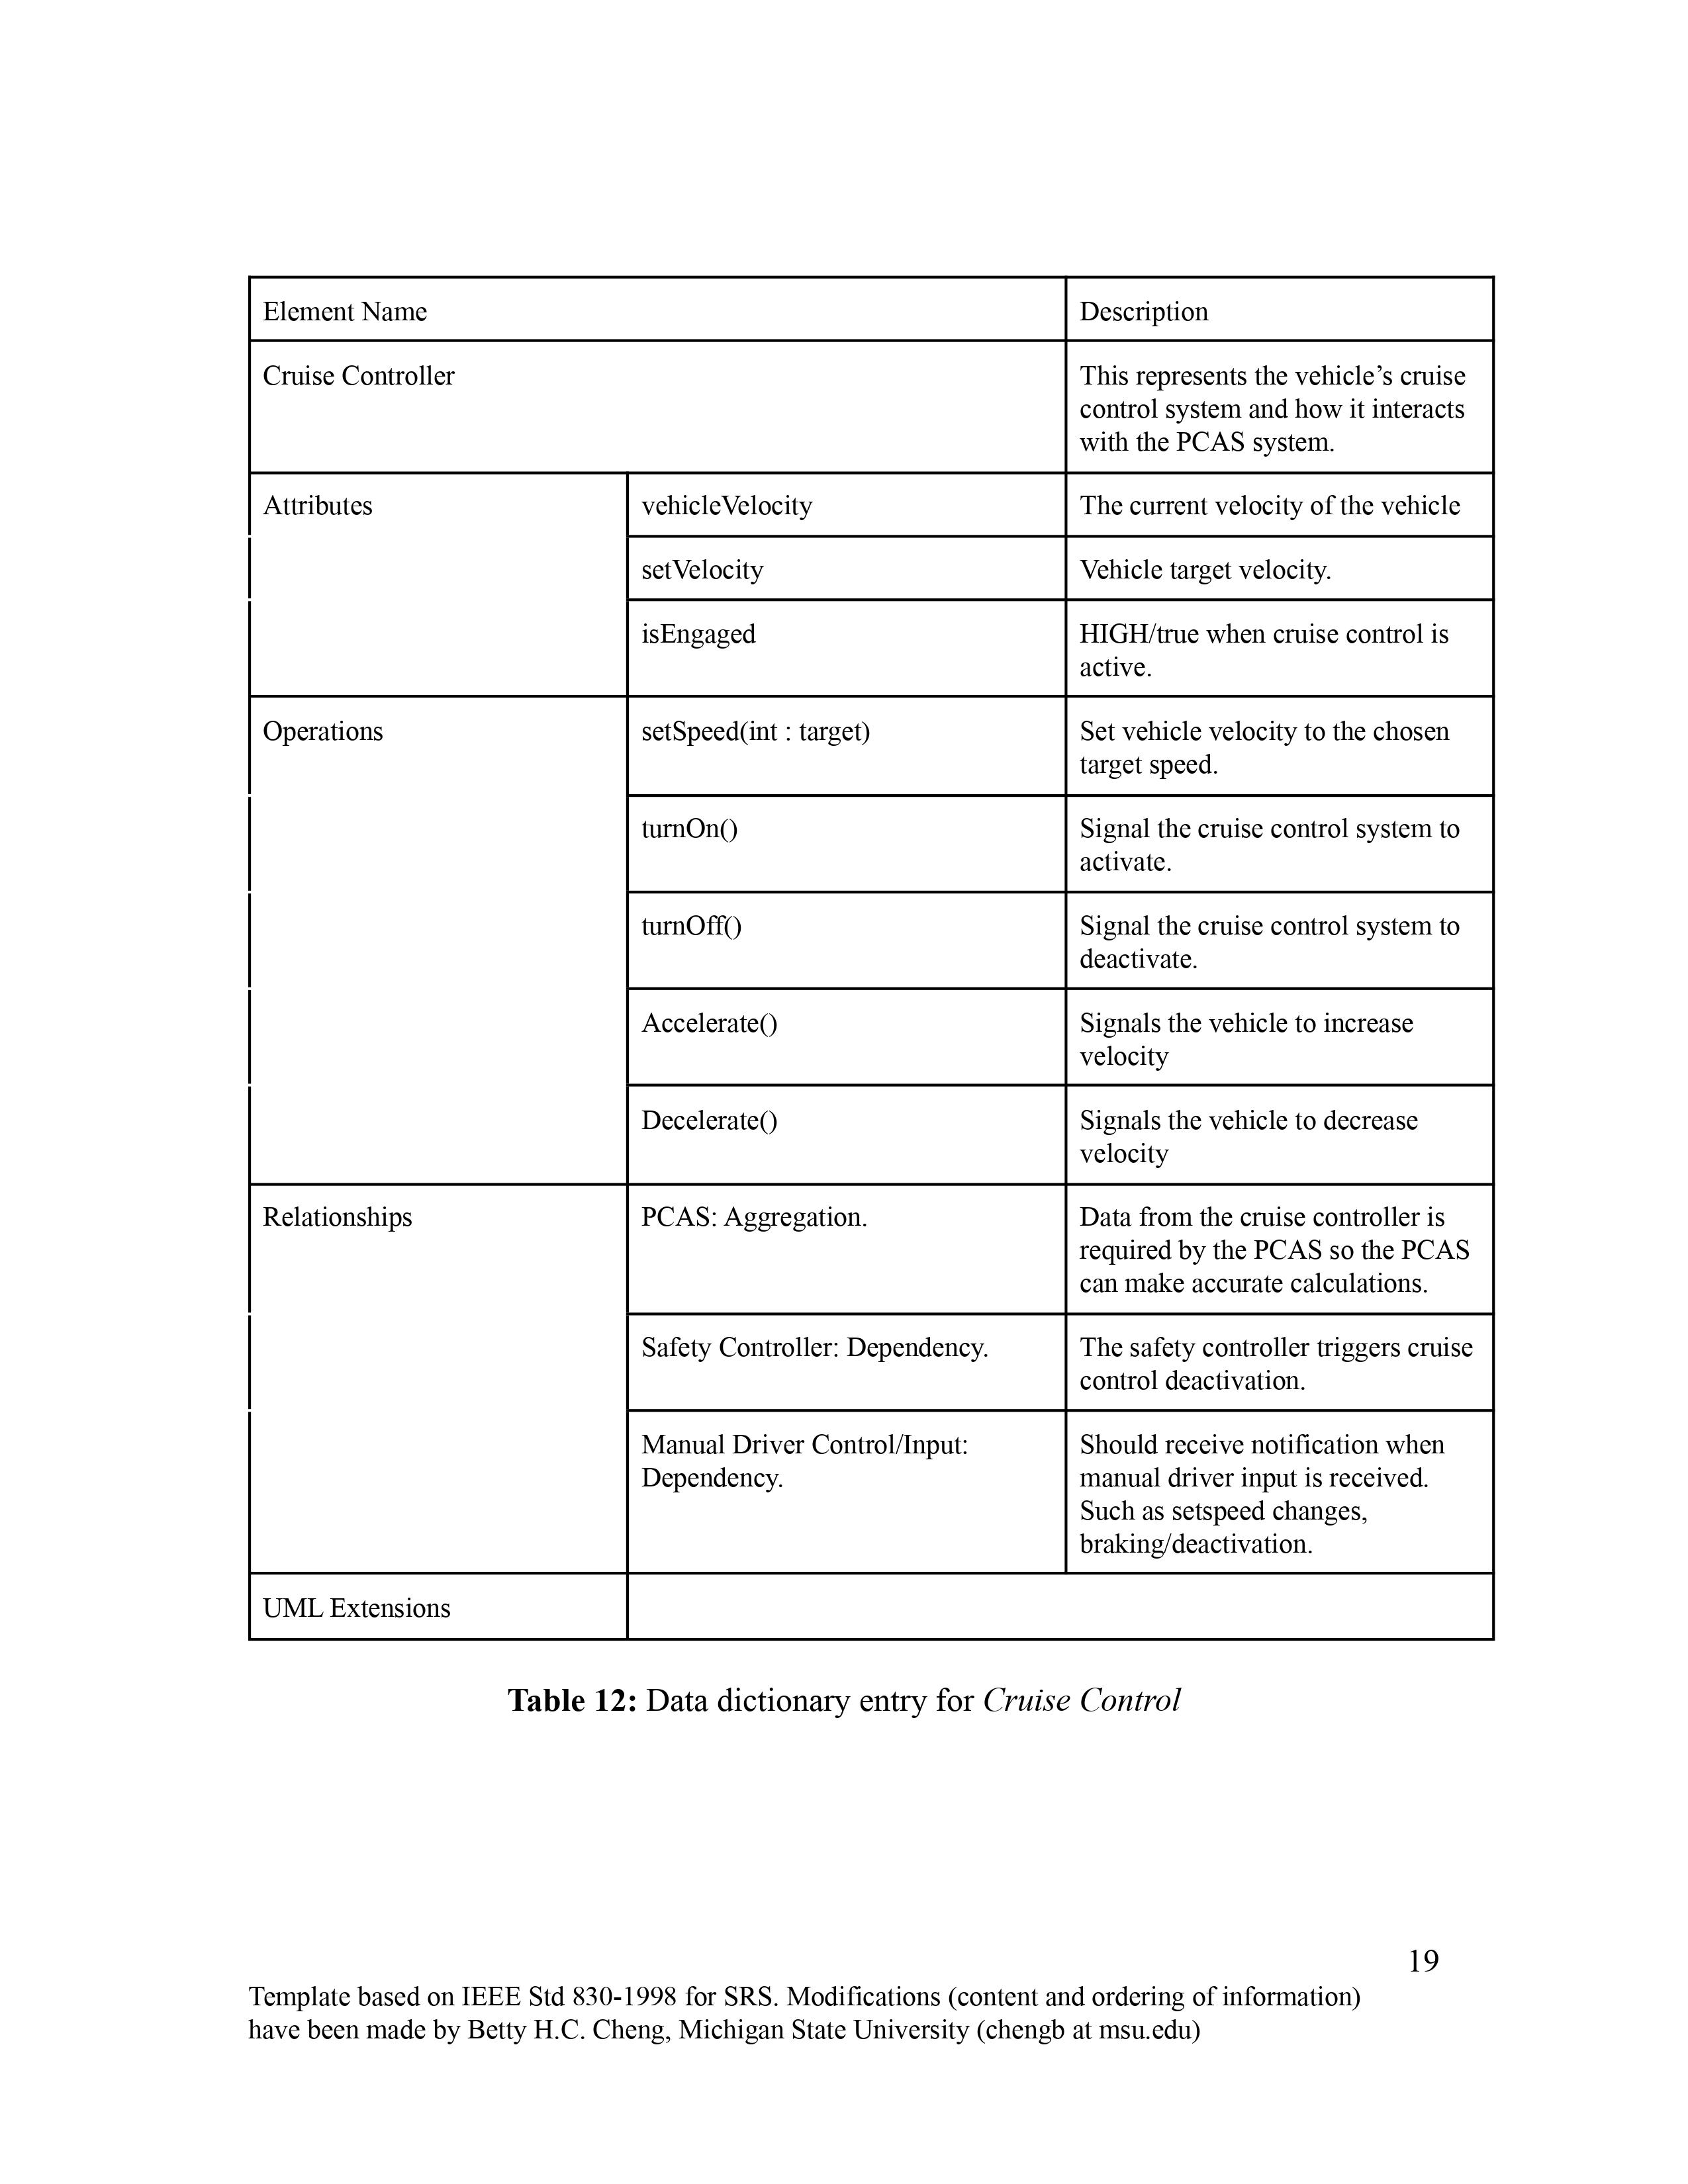 Element Name
Description
Cruise Controller
This represents the vehicle’s cruise
control system and how it interacts
with the PCAS system.
Attributes
vehicleVelocity
The current velocity of the vehicle
setVelocity
Vehicle target velocity.
isEngaged
HIGH/true when cruise control is
active.
Operations
setSpeed(int : target)
Set vehicle velocity to the chosen
target speed.
turnOn()
Signal the cruise control system to
activate.
turnOff()
Signal the cruise control system to
deactivate.
Accelerate()
Signals the vehicle to increase
velocity
Decelerate()
Signals the vehicle to decrease
velocity
Relationships
PCAS: Aggregation.
Data from the cruise controller is
required by the PCAS so the PCAS
can make accurate calculations.
Safety Controller: Dependency.
The safety controller triggers cruise
control deactivation.
Manual Driver Control/Input:
Dependency.
Should receive notification when
manual driver input is received.
Such as setspeed changes,
braking/deactivation.
UML Extensions
Table 12: Data dictionary entry for Cruise Control
19
Template based on IEEE Std 830-1998 for SRS. Modifications (content and ordering of information)
have been made by Betty H.C. Cheng, Michigan State University (chengb at msu.edu)